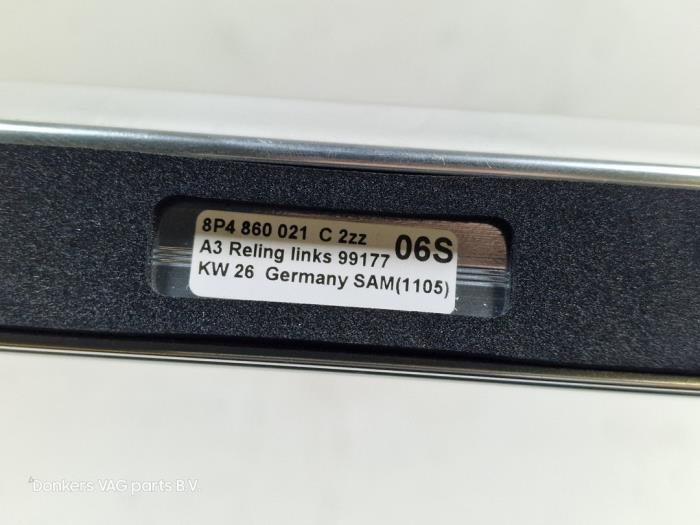 8P4 860 021 C 2zz
06S
A3 Reling links 99177
KW 26 Germany SAM(1105)
Donkers VAG parts B.V.